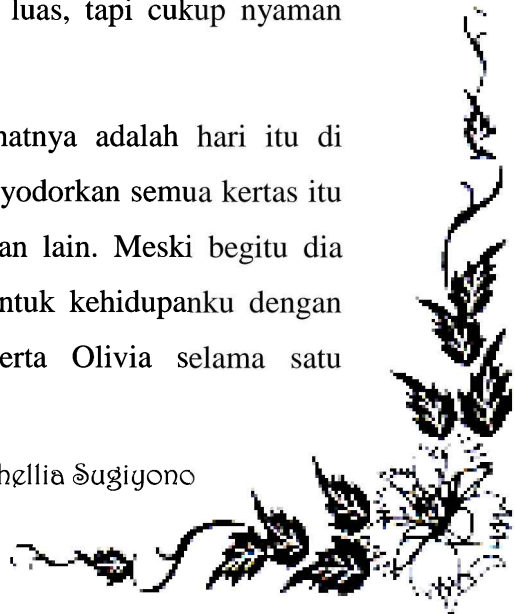 luas, tapi cukup nyaman
hatnya adalah hari itu di
yodorkan semua kertas itu
an lain. Meski begitu dia
ntuk kehidupanku dengan
erta Olivia selama satu
hellia Sugiyono